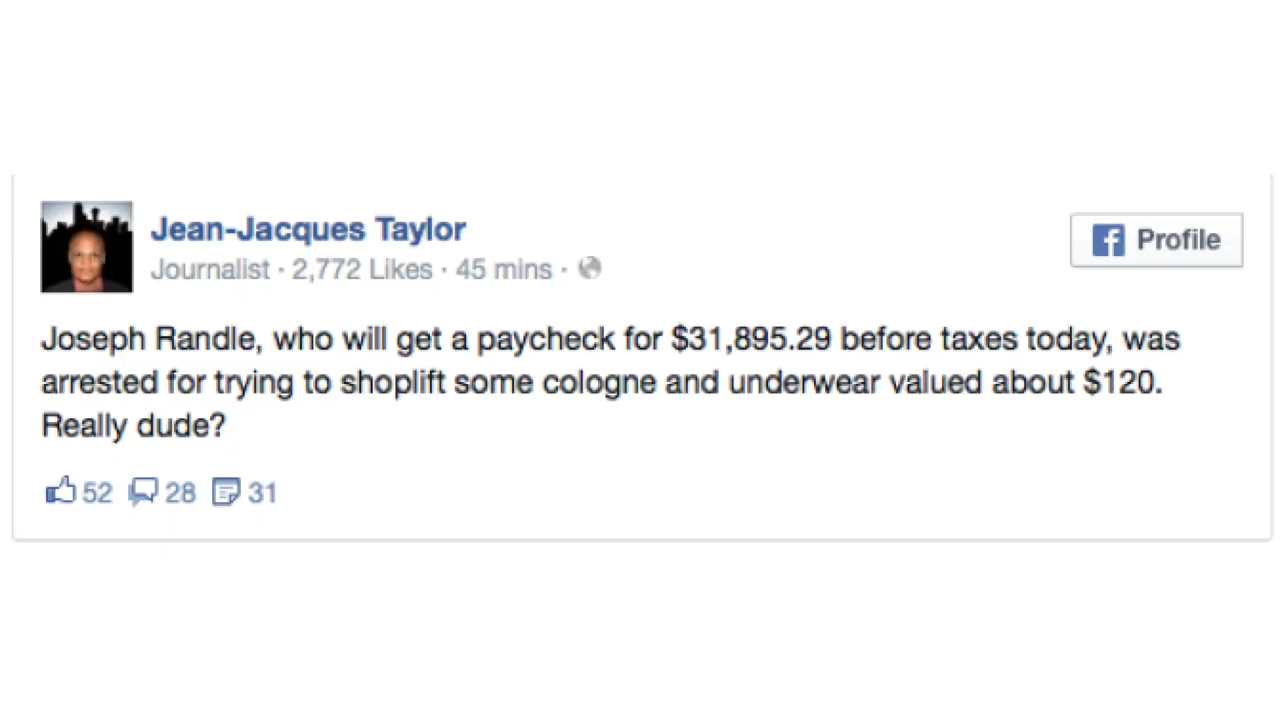 Jean-Jacques Taylor
Journalist · 2,772 Likes · 45 mins ·
Profile
Joseph Randle, who will get a paycheck for $31,895.29 before taxes today, was
arrested for trying to shoplift some cologne and underwear valued about $120.
Really dude?
52 28 31